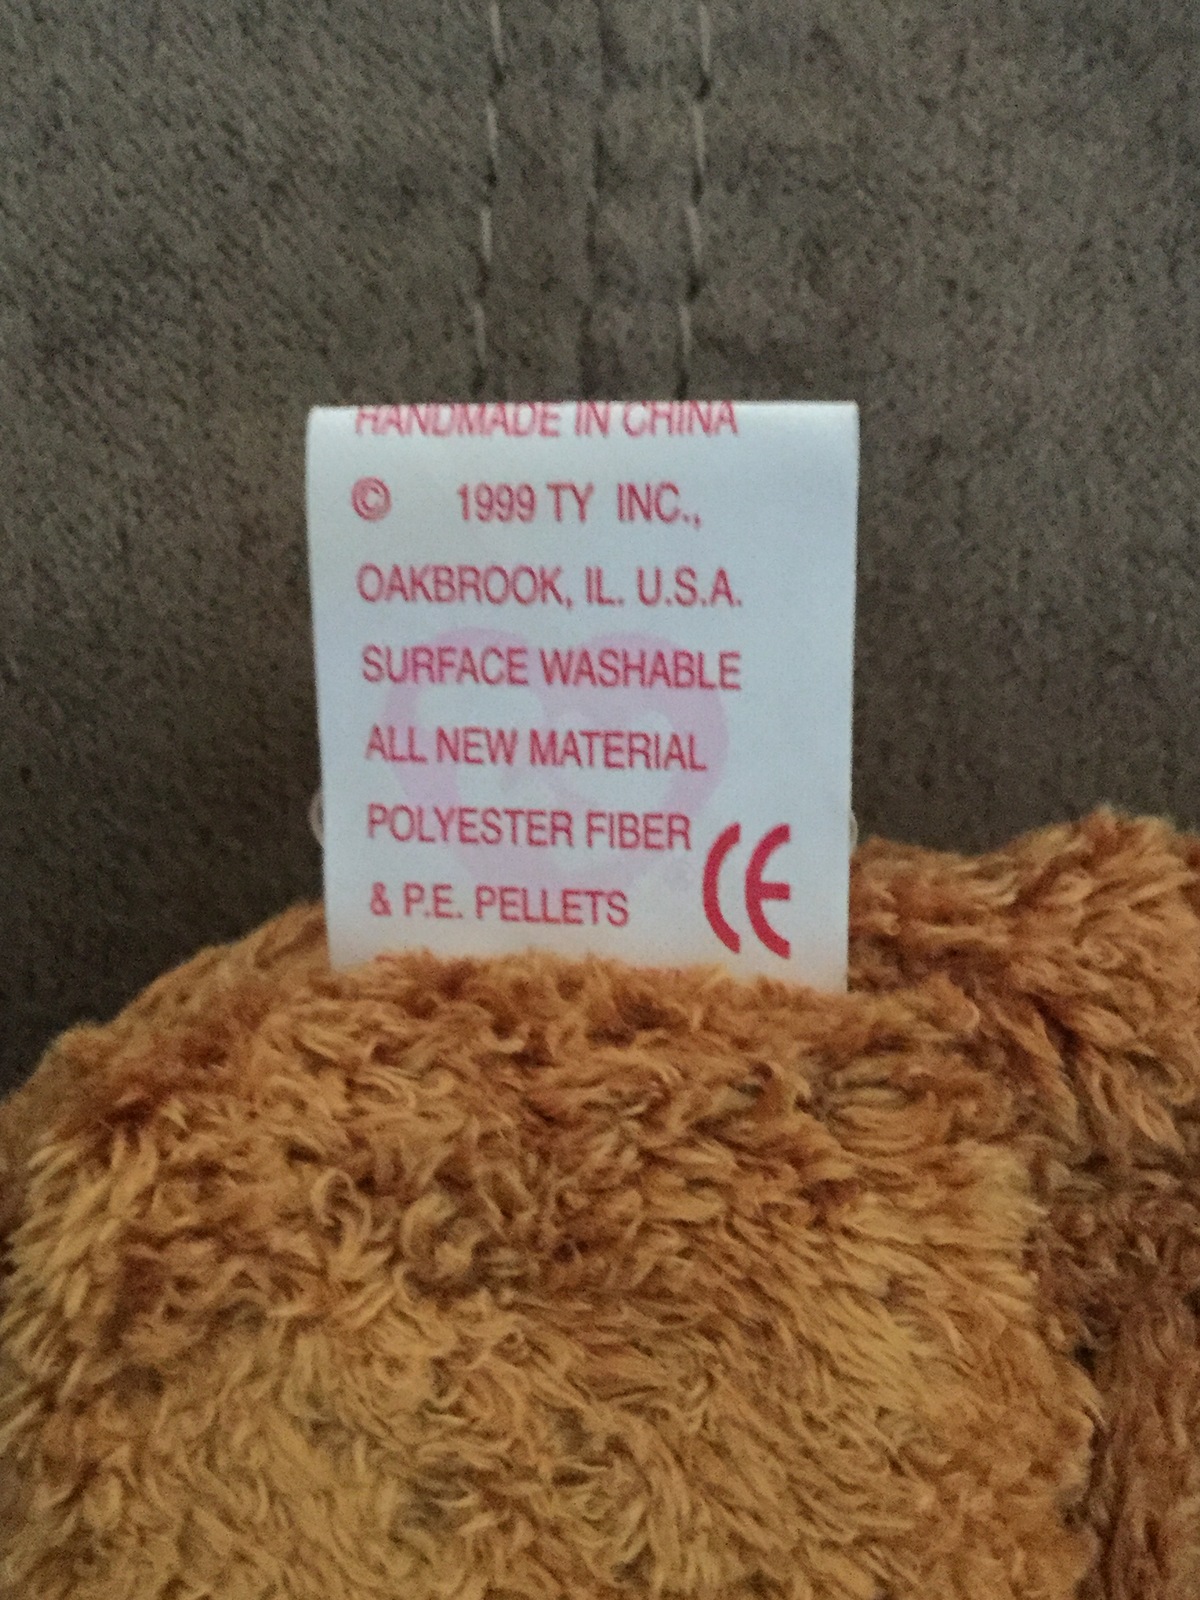 HANDMADE IN CHINA
© 1999 TY INC.,
OAKBROOK, IL. U.S.A.
SURFACE WASHABLE
ALL NEW MATERIAL
POLYESTER FIBER
& P.E. PELLETS
CE